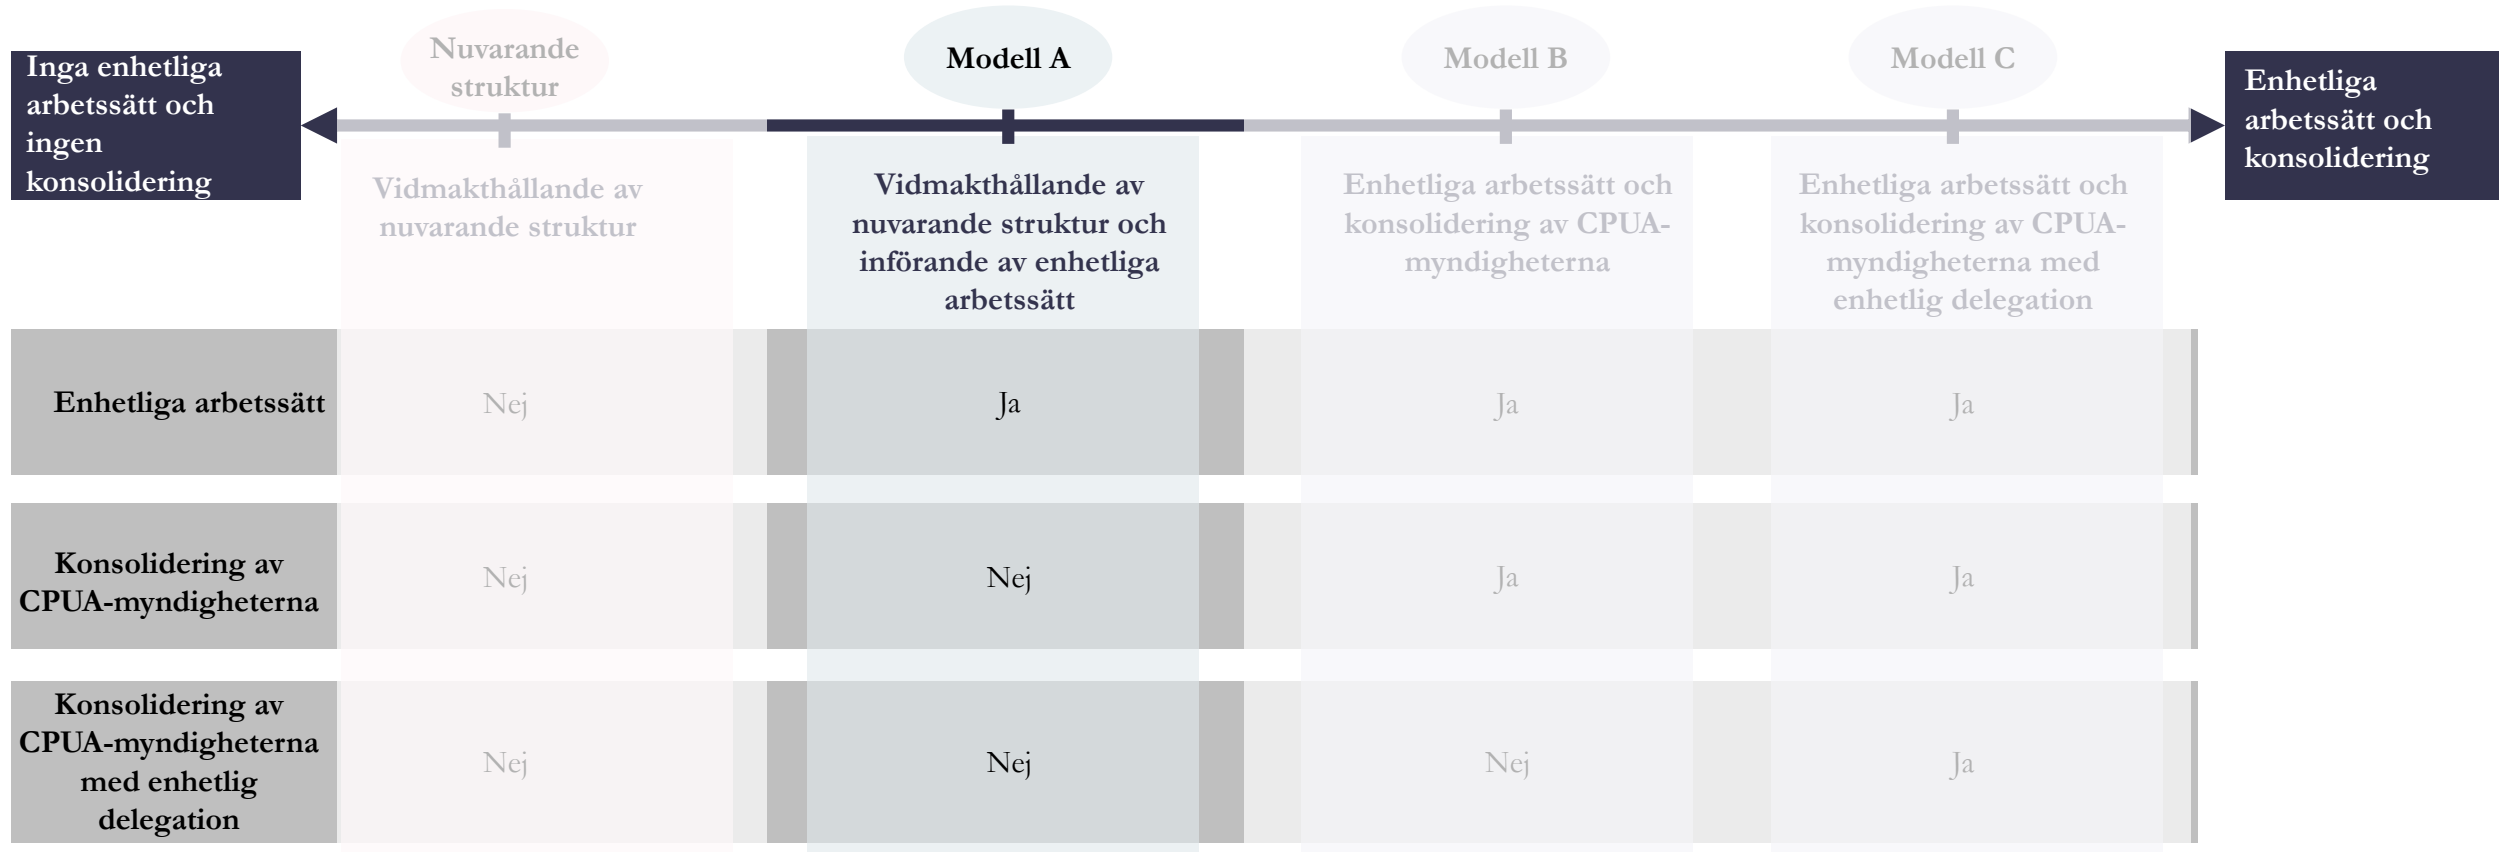 Inga enhetliga
arbetssätt och
ingen
konsolidering
Nuvarande
struktur
Modell A
Modell B
Modell C
Enhetliga
arbetssätt och
konsolidering
Vidmakthållande av
nuvarande struktur
Vidmakthållande av
nuvarande struktur och
införande av enhetliga
arbetssätt
Enhetliga arbetssätt och
konsolidering av CPUA-
myndigheterna
Enhetliga arbetssätt och
konsolidering av CPUA-
myndigheterna med
enhetlig delegation
Enhetliga arbetssätt
Nej
Ja
Ja
Ja
Konsolidering av
CPUA-myndigheterna
Nej
Nej
Ja
Ja
Konsolidering av
CPUA-myndigheterna
med enhetlig
delegation
Nej
Nej
Nej
Ja